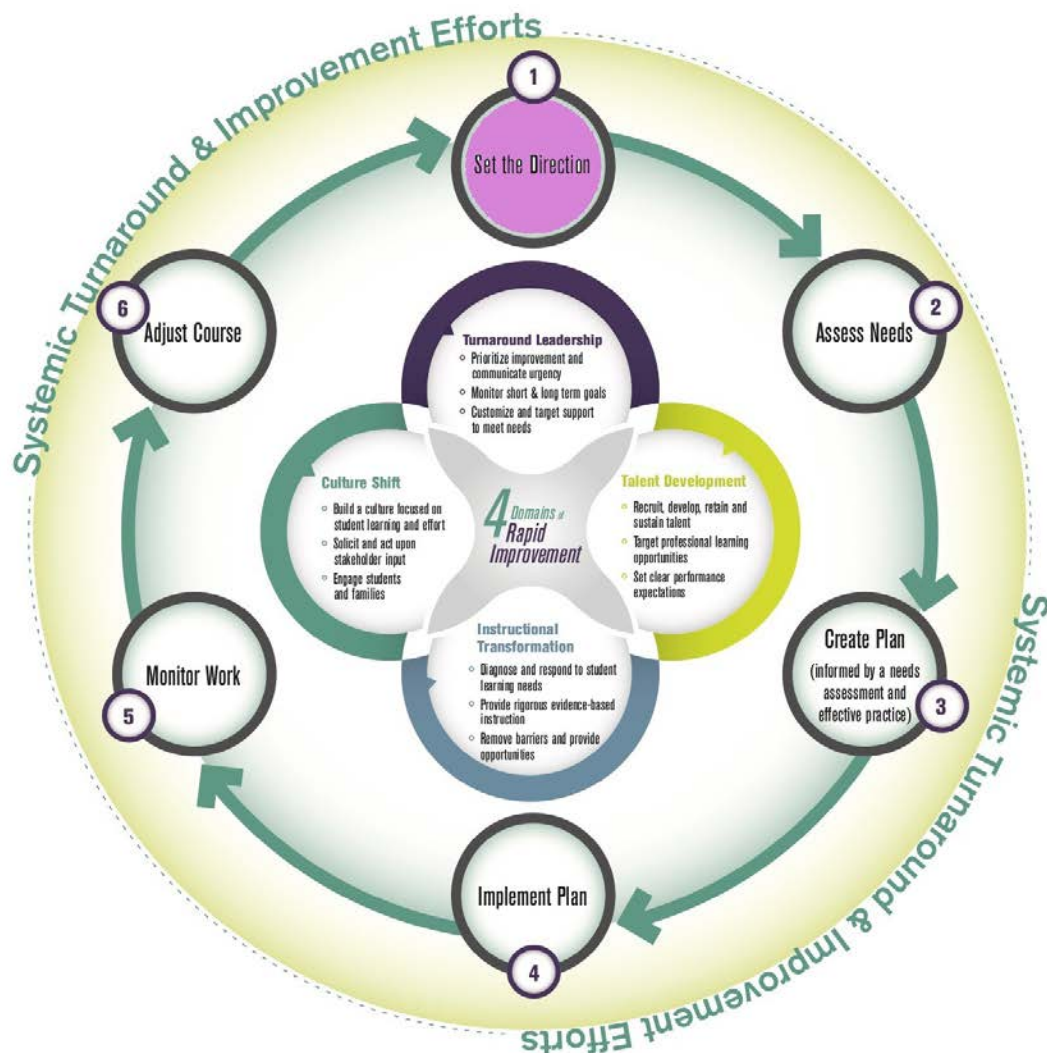 Systemic Turnaround & Improvement Efforts
1
Set the Direction
2
Assess Needs
3
Create Plan
(informed by a needs
assessment and
effective practice)
4
Implement Plan
5
Monitor Work
6
Adjust Course
Turnaround Leadership
Prioritize improvement and
communicate urgency
Monitor short & long term goals
Customize and target support
to meet needs
Talent Development
Recruit, develop, retain and
sustain talent
Target professional learning
opportunities
Set clear performance
expectations
Instructional
Transformation
Diagnose and respond to student
learning needs
Provide rigorous evidence-based
instruction
Remove barriers and provide
opportunities
Culture Shift
Build a culture focused on
student learning and effort
Solicit and act upon
stakeholder input
Engage students
and families
4 Domains of
Rapid
Improvement
Systemic Turnaround & Improvement Efforts